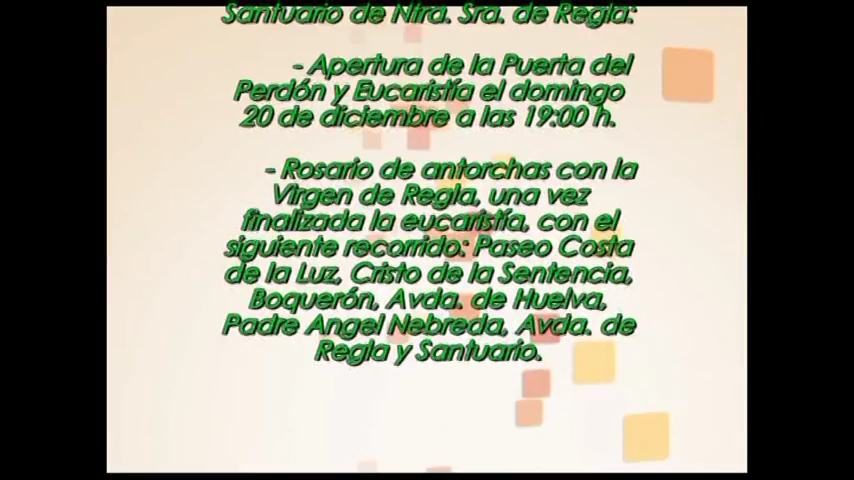 Santuario de Ntra. Sra. de Regla:
- Apertura de la Puerta del
Perdón y Eucaristía el domingo
20 de diciembre a las 19:00 h.
- Rosario de antorchas con la
Virgen de Regla, una vez
finalizada la eucaristía, con el
siguiente recorrido: Paseo Costa
de la Luz, Cristo de la Sentencia,
Boquerón, Avda. de Huelva,
Padre Angel Nebreda, Avda. de
Regla y Santuario.